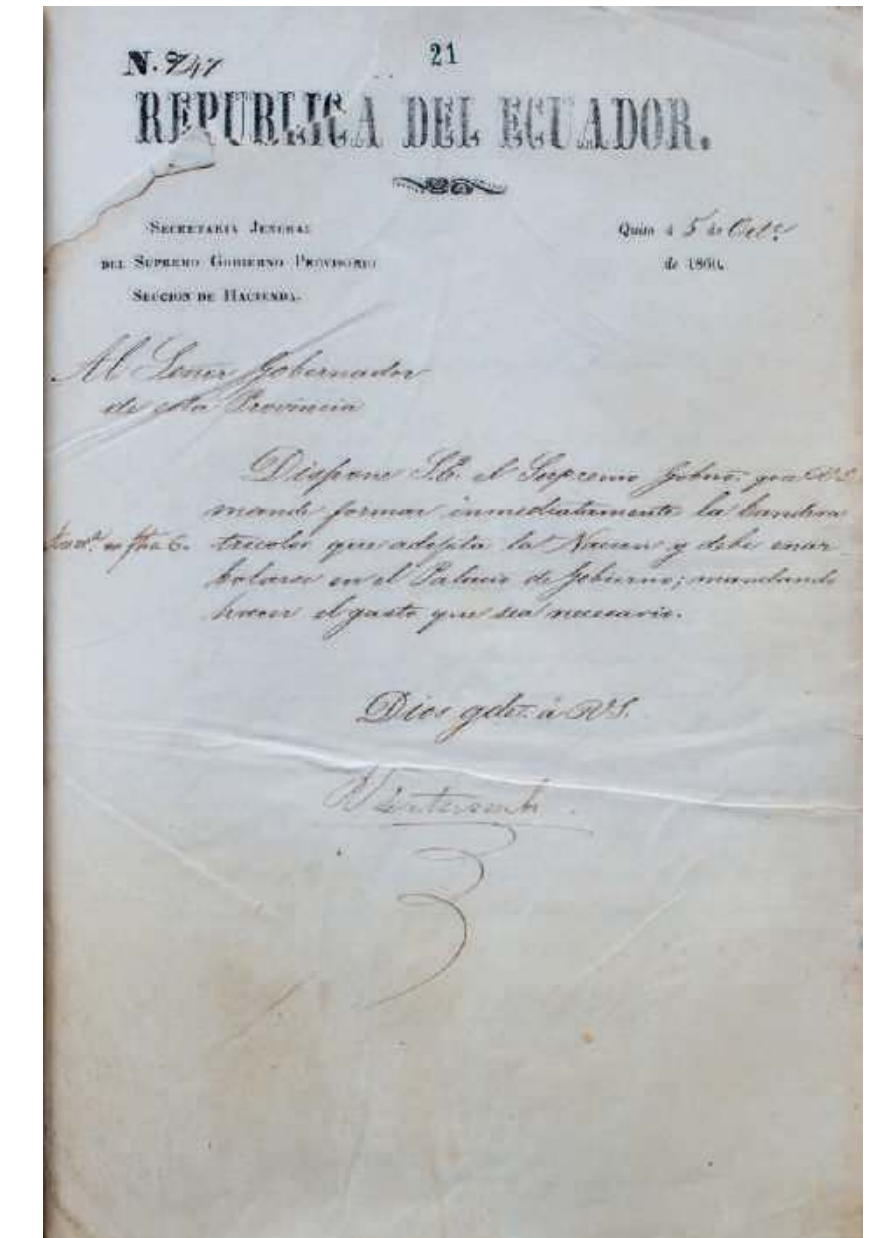 21
N. 747
REPUBLICA DEL ECUADOR.
SECRETARIA JENERAL
DEL SUPREMO GOBIERNO PROVISORIO
SECCION DE HACIENDA.
Quito á 5 de Oct.e
de 1860.
Al Señor Gobernador
de esta Provincia
Dispone S.E. el Supremo Gobno. que VS.
mande formar inmediatamente la bandera
tricolor que adopta la Nacion y debe enar
bolarse en el Palacio de Gobierno; mandando
hacer el gasto que sea necesario.
Dios gde. á VS.